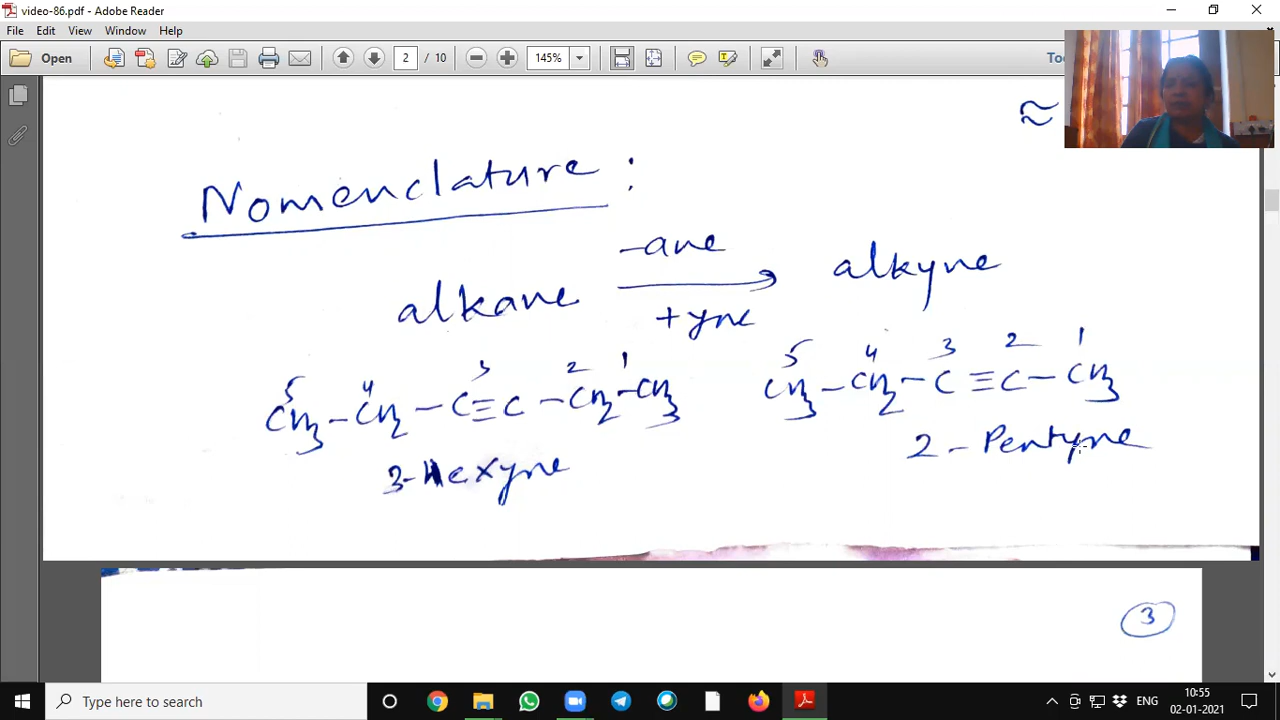 video-86.pdf - Adobe Reader
File Edit View Window Help
Open 2 / 10 145% Too
≈
Nomenclature :
alkane –ane +yne alkyne
5 4 3 2 1
CH3 – CH2 – C ≡ C – CH2 – CH3
3-Hexyne
5 4 3 2 1
CH3 – CH2 – C ≡ C – CH3
2 - Pentyne
3
Type here to search
ENG
10:55
02-01-2021